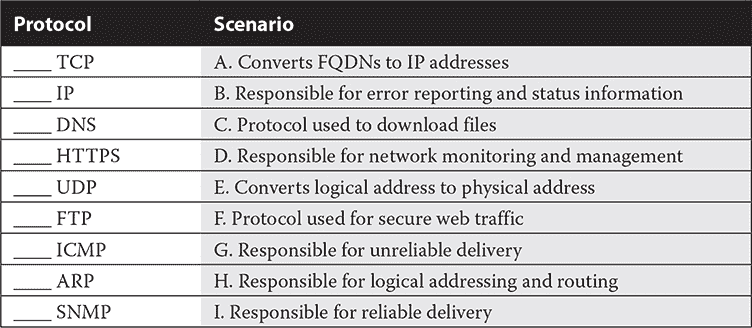 Protocol Scenario
____ TCP A. Converts FQDNs to IP addresses
____ IP B. Responsible for error reporting and status information
____ DNS C. Protocol used to download files
____ HTTPS D. Responsible for network monitoring and management
____ UDP E. Converts logical address to physical address
____ FTP F. Protocol used for secure web traffic
____ ICMP G. Responsible for unreliable delivery
____ ARP H. Responsible for logical addressing and routing
____ SNMP I. Responsible for reliable delivery